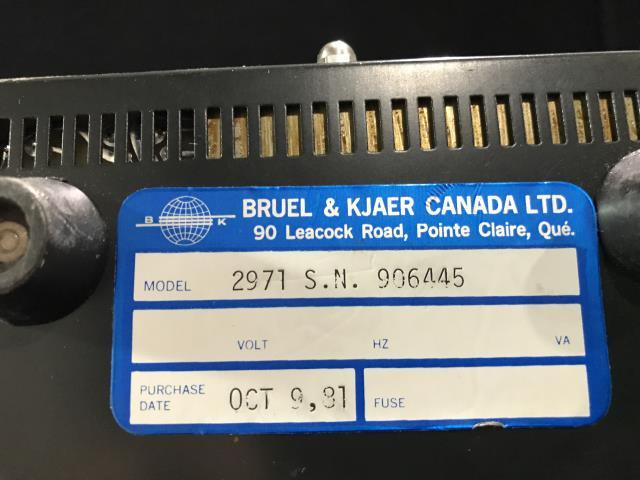 B K
BRUEL & KJAER CANADA LTD.
90 Leacock Road, Pointe Claire, Qué.
MODEL 2971 S.N. 906445
VOLT HZ VA
PURCHASE DATE OCT 9,81 FUSE